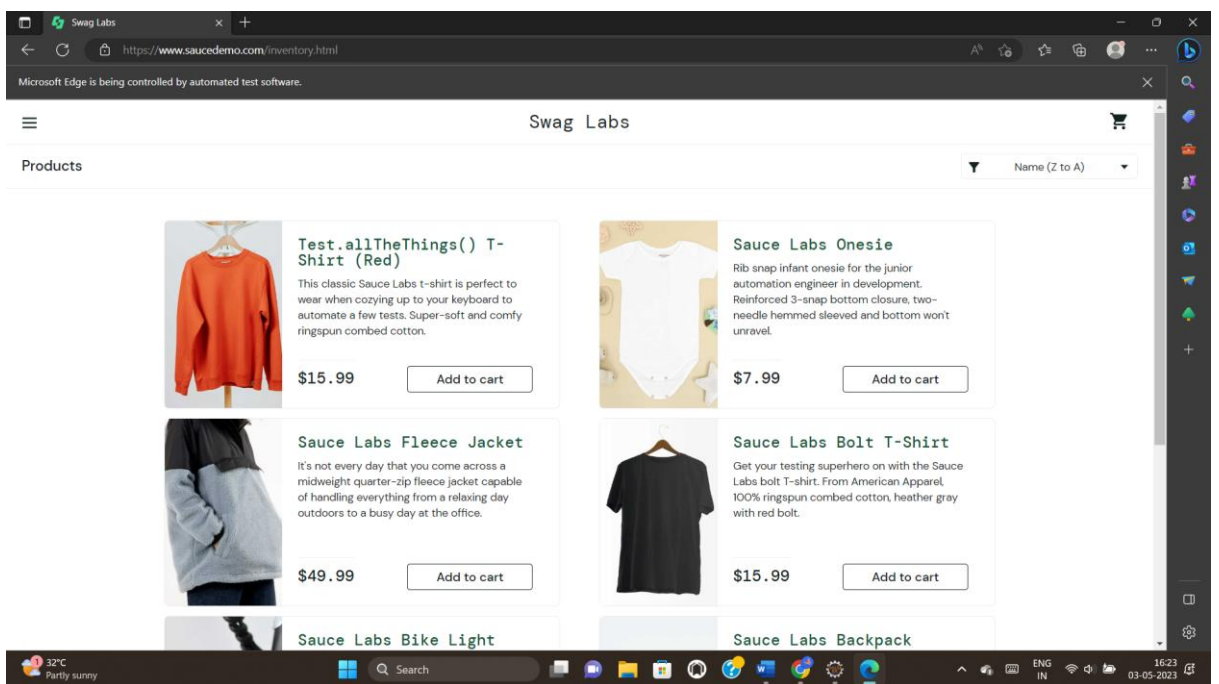 Swag Labs
https://www.saucedemo.com/inventory.html
Microsoft Edge is being controlled by automated test software.
Swag Labs
Products
Name (Z to A)
Test.allTheThings() T-
Shirt (Red)
This classic Sauce Labs t-shirt is perfect to
wear when cozying up to your keyboard to
automate a few tests. Super-soft and comfy
ringspun combed cotton.
$15.99
Add to cart
Sauce Labs Onesie
Rib snap infant onesie for the junior
automation engineer in development.
Reinforced 3-snap bottom closure, two-
needle hemmed sleeved and bottom won't
unravel.
$7.99
Add to cart
Sauce Labs Fleece Jacket
It's not every day that you come across a
midweight quarter-zip fleece jacket capable
of handling everything from a relaxing day
outdoors to a busy day at the office.
$49.99
Add to cart
Sauce Labs Bolt T-Shirt
Get your testing superhero on with the Sauce
Labs bolt T-shirt. From American Apparel,
100% ringspun combed cotton, heather gray
with red bolt.
$15.99
Add to cart
Sauce Labs Bike Light
Sauce Labs Backpack
1
32°C
Partly sunny
Search
ENG
IN
16:23
03-05-2023